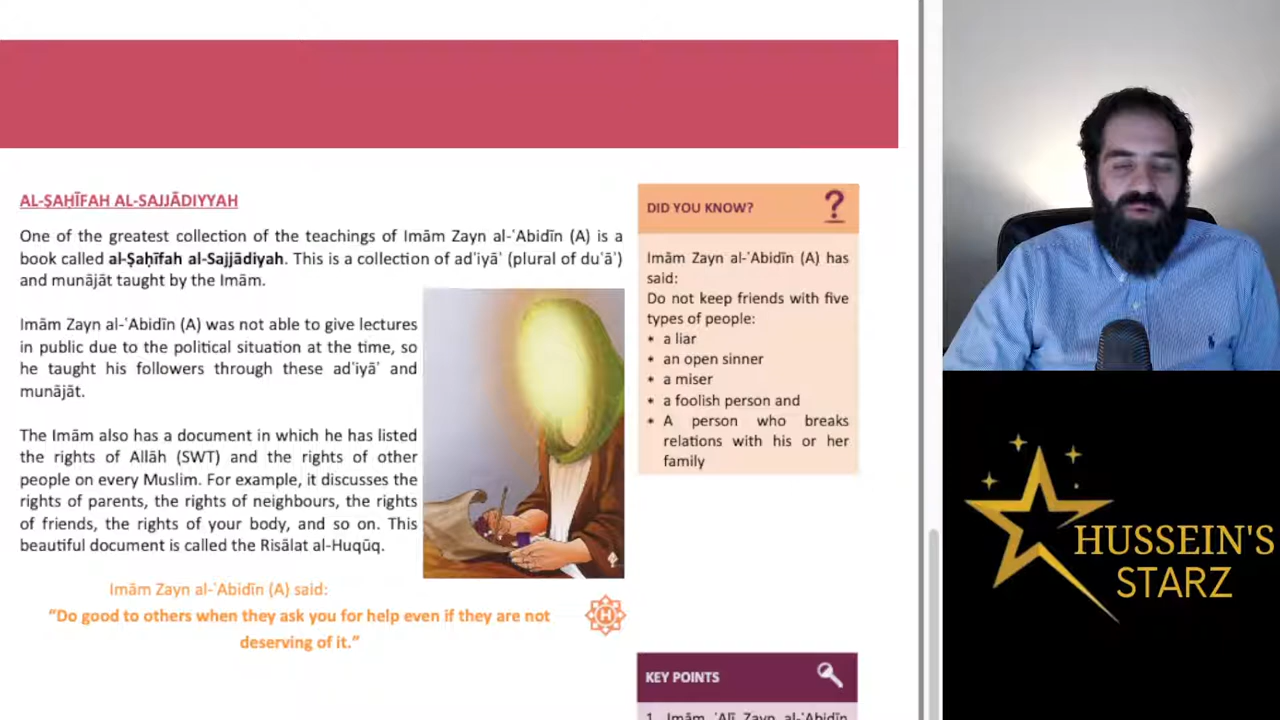 AL-ṢAḤĪFAH AL-SAJJĀDIYYAH
One of the greatest collection of the teachings of Imām Zayn al-ʿAbidīn (A) is a
book called al-Ṣaḥīfah al-Sajjādiyah. This is a collection of adʿiyāʾ (plural of duʿāʾ)
and munājāt taught by the Imām.
Imām Zayn al-ʿAbidīn (A) was not able to give lectures
in public due to the political situation at the time, so
he taught his followers through these adʿiyāʾ and
munājāt.
The Imām also has a document in which he has listed
the rights of Allāh (SWT) and the rights of other
people on every Muslim. For example, it discusses the
rights of parents, the rights of neighbours, the rights
of friends, the rights of your body, and so on. This
beautiful document is called the Risālat al-Huqūq.
Imām Zayn al-ʿAbidīn (A) said:
“Do good to others when they ask you for help even if they are not
deserving of it.”
H
DID YOU KNOW?
?
Imām Zayn al-ʿAbidīn (A) has
said:
Do not keep friends with five
types of people:
• a liar
• an open sinner
• a miser
• a foolish person and
• A person who breaks
relations with his or her
family
KEY POINTS
1. Imām ʿAlī Zayn al-ʿAbidīn
HUSSEIN'S
STARZ